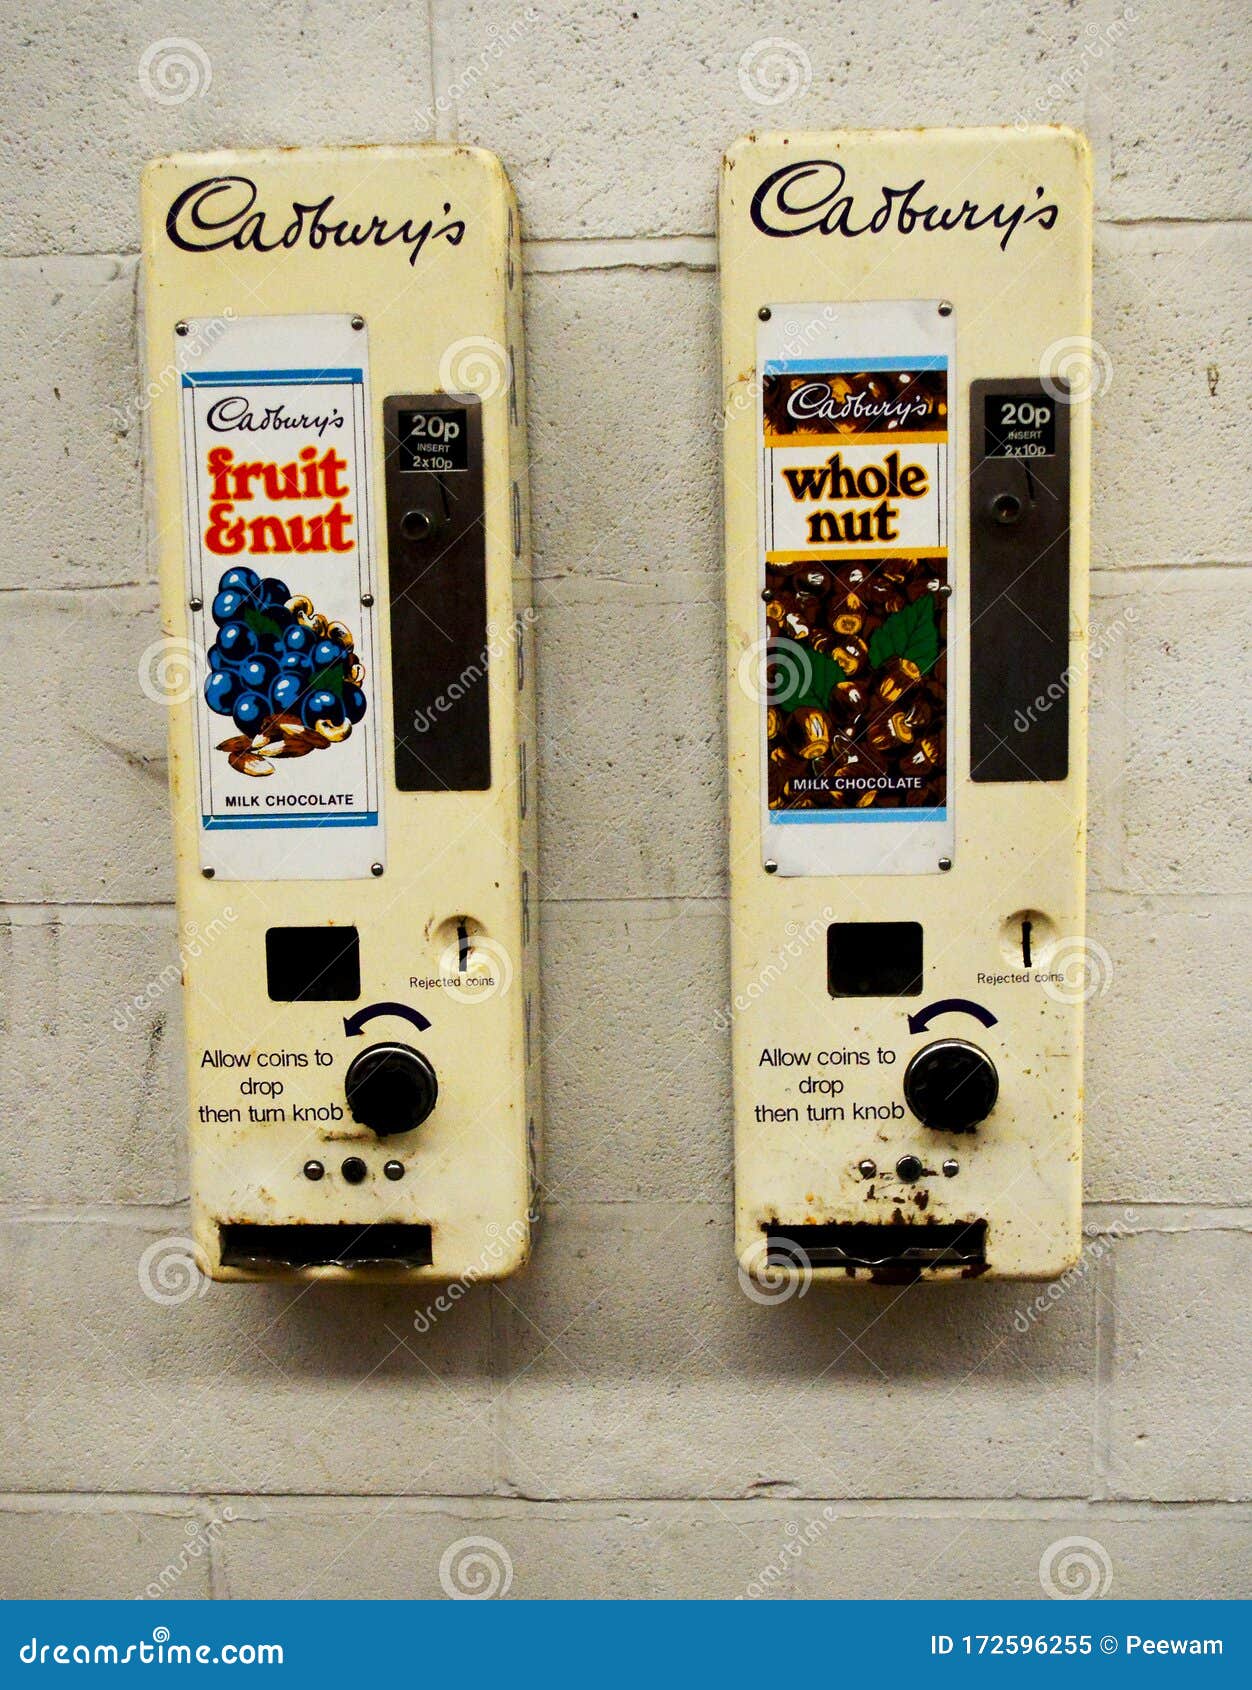 Cadbury's
Cadbury's
fruit
&nut
MILK CHOCOLATE
20p
INSERT
2x10p
Rejected coins
Allow coins to
drop
then turn knob
Cadbury's
Cadbury's
whole
nut
MILK CHOCOLATE
20p
INSERT
2x10p
Rejected coins
Allow coins to
drop
then turn knob
dreamstime.com
ID 172596255 © Peewam